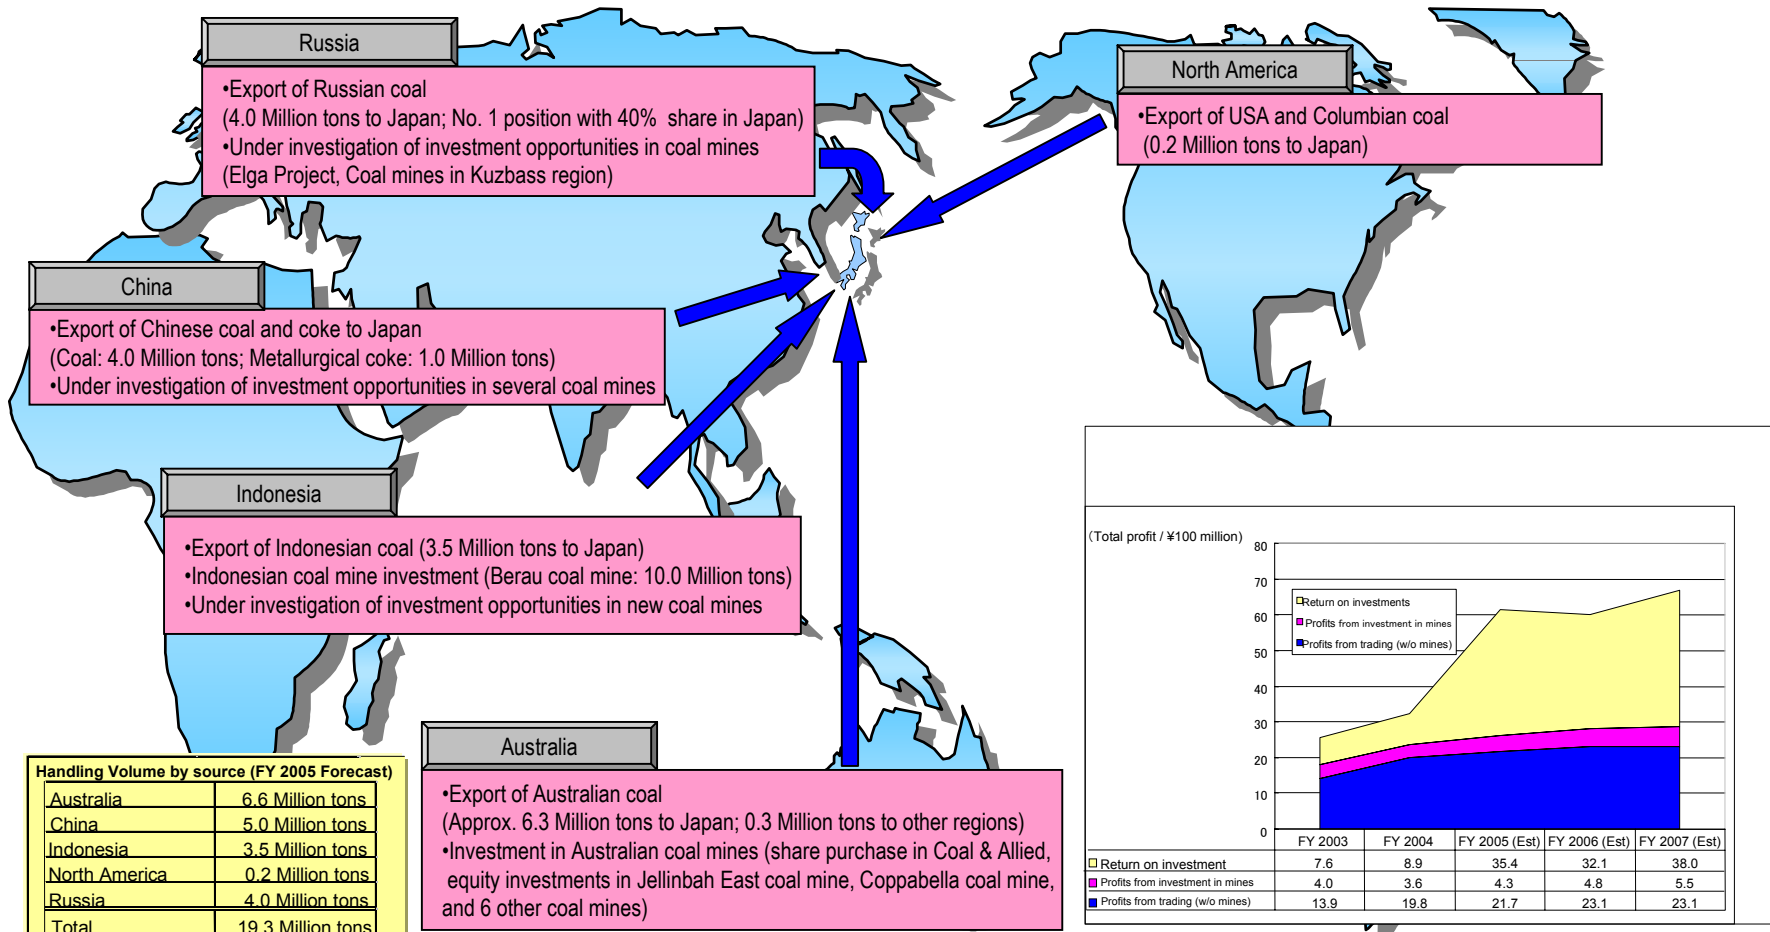 Russia
•Export of Russian coal
(4.0 Million tons to Japan; No. 1 position with 40% share in Japan)
•Under investigation of investment opportunities in coal mines
(Elga Project, Coal mines in Kuzbass region)
North America
•Export of USA and Columbian coal
(0.2 Million tons to Japan)
China
•Export of Chinese coal and coke to Japan
(Coal: 4.0 Million tons; Metallurgical coke: 1.0 Million tons)
•Under investigation of investment opportunities in several coal mines
Indonesia
•Export of Indonesian coal (3.5 Million tons to Japan)
•Indonesian coal mine investment (Berau coal mine: 10.0 Million tons)
•Under investigation of investment opportunities in new coal mines
Australia
•Export of Australian coal
(Approx. 6.3 Million tons to Japan; 0.3 Million tons to other regions)
•Investment in Australian coal mines (share purchase in Coal & Allied,
equity investments in Jellinbah East coal mine, Coppabella coal mine,
and 6 other coal mines)
Handling Volume by source (FY 2005 Forecast)
Australia 6.6 Million tons
China 5.0 Million tons
Indonesia 3.5 Million tons
North America 0.2 Million tons
Russia 4.0 Million tons
Total 19.3 Million tons
(Total profit / ¥100 million)
80
70
60
50
40
30
20
10
0
Return on investments
Profits from investment in mines
Profits from trading (w/o mines)
FY 2003 FY 2004 FY 2005 (Est) FY 2006 (Est) FY 2007 (Est)
Return on investment 7.6 8.9 35.4 32.1 38.0
Profits from investment in mines 4.0 3.6 4.3 4.8 5.5
Profits from trading (w/o mines) 13.9 19.8 21.7 23.1 23.1